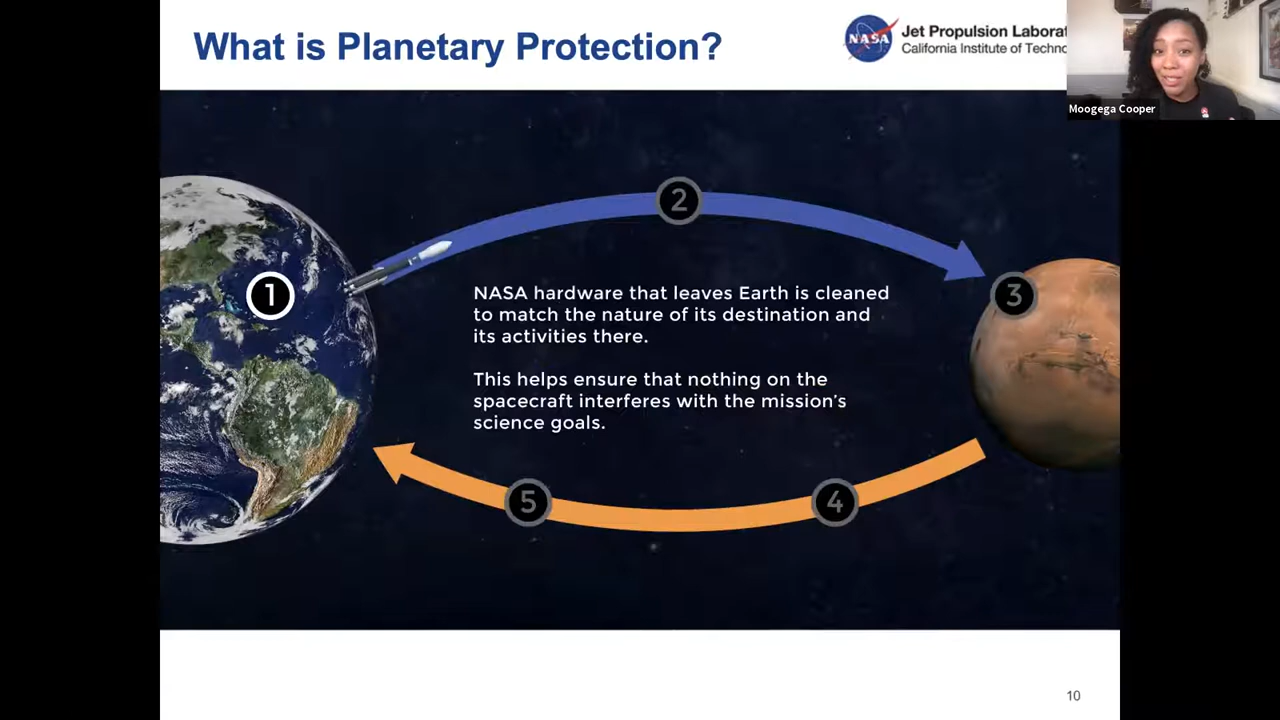 What is Planetary Protection?
NASA
Jet Propulsion Laborat
California Institute of Techno
Moogega Cooper
2
1
3
NASA hardware that leaves Earth is cleaned
to match the nature of its destination and
its activities there.
This helps ensure that nothing on the
spacecraft interferes with the mission's
science goals.
5
4
10